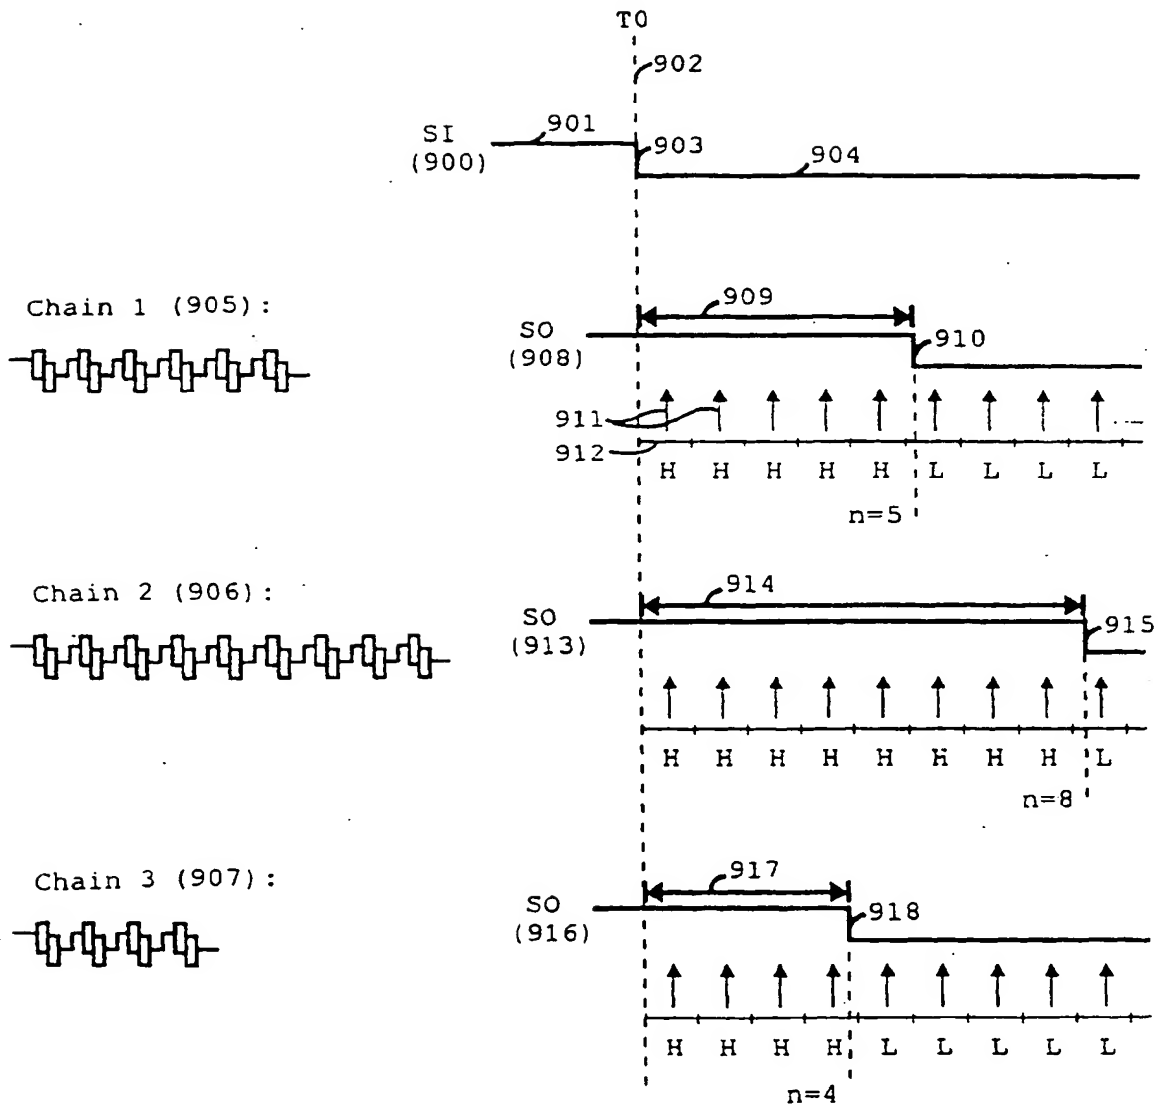 T0
902
SI
(900)
901
903
904
Chain 1 (905):
909
SO
(908)
910
911
912
H H H H H L L L L
n=5
Chain 2 (906):
914
SO
(913)
915
H H H H H H H H L
n=8
Chain 3 (907):
917
SO
(916)
918
H H H H L L L L L
n=4